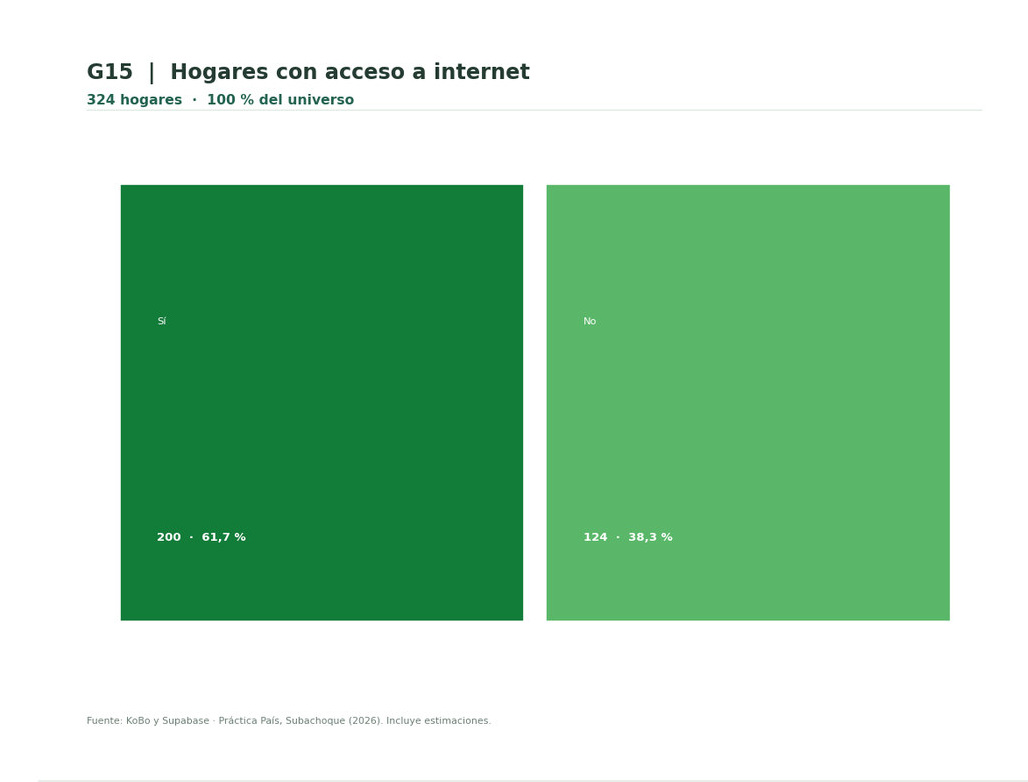 G15 | Hogares con acceso a internet
324 hogares · 100 % del universo
Sí
No
200 · 61,7 %
124 · 38,3 %
Fuente: KoBo y Supabase · Práctica País, Subachoque (2026). Incluye estimaciones.